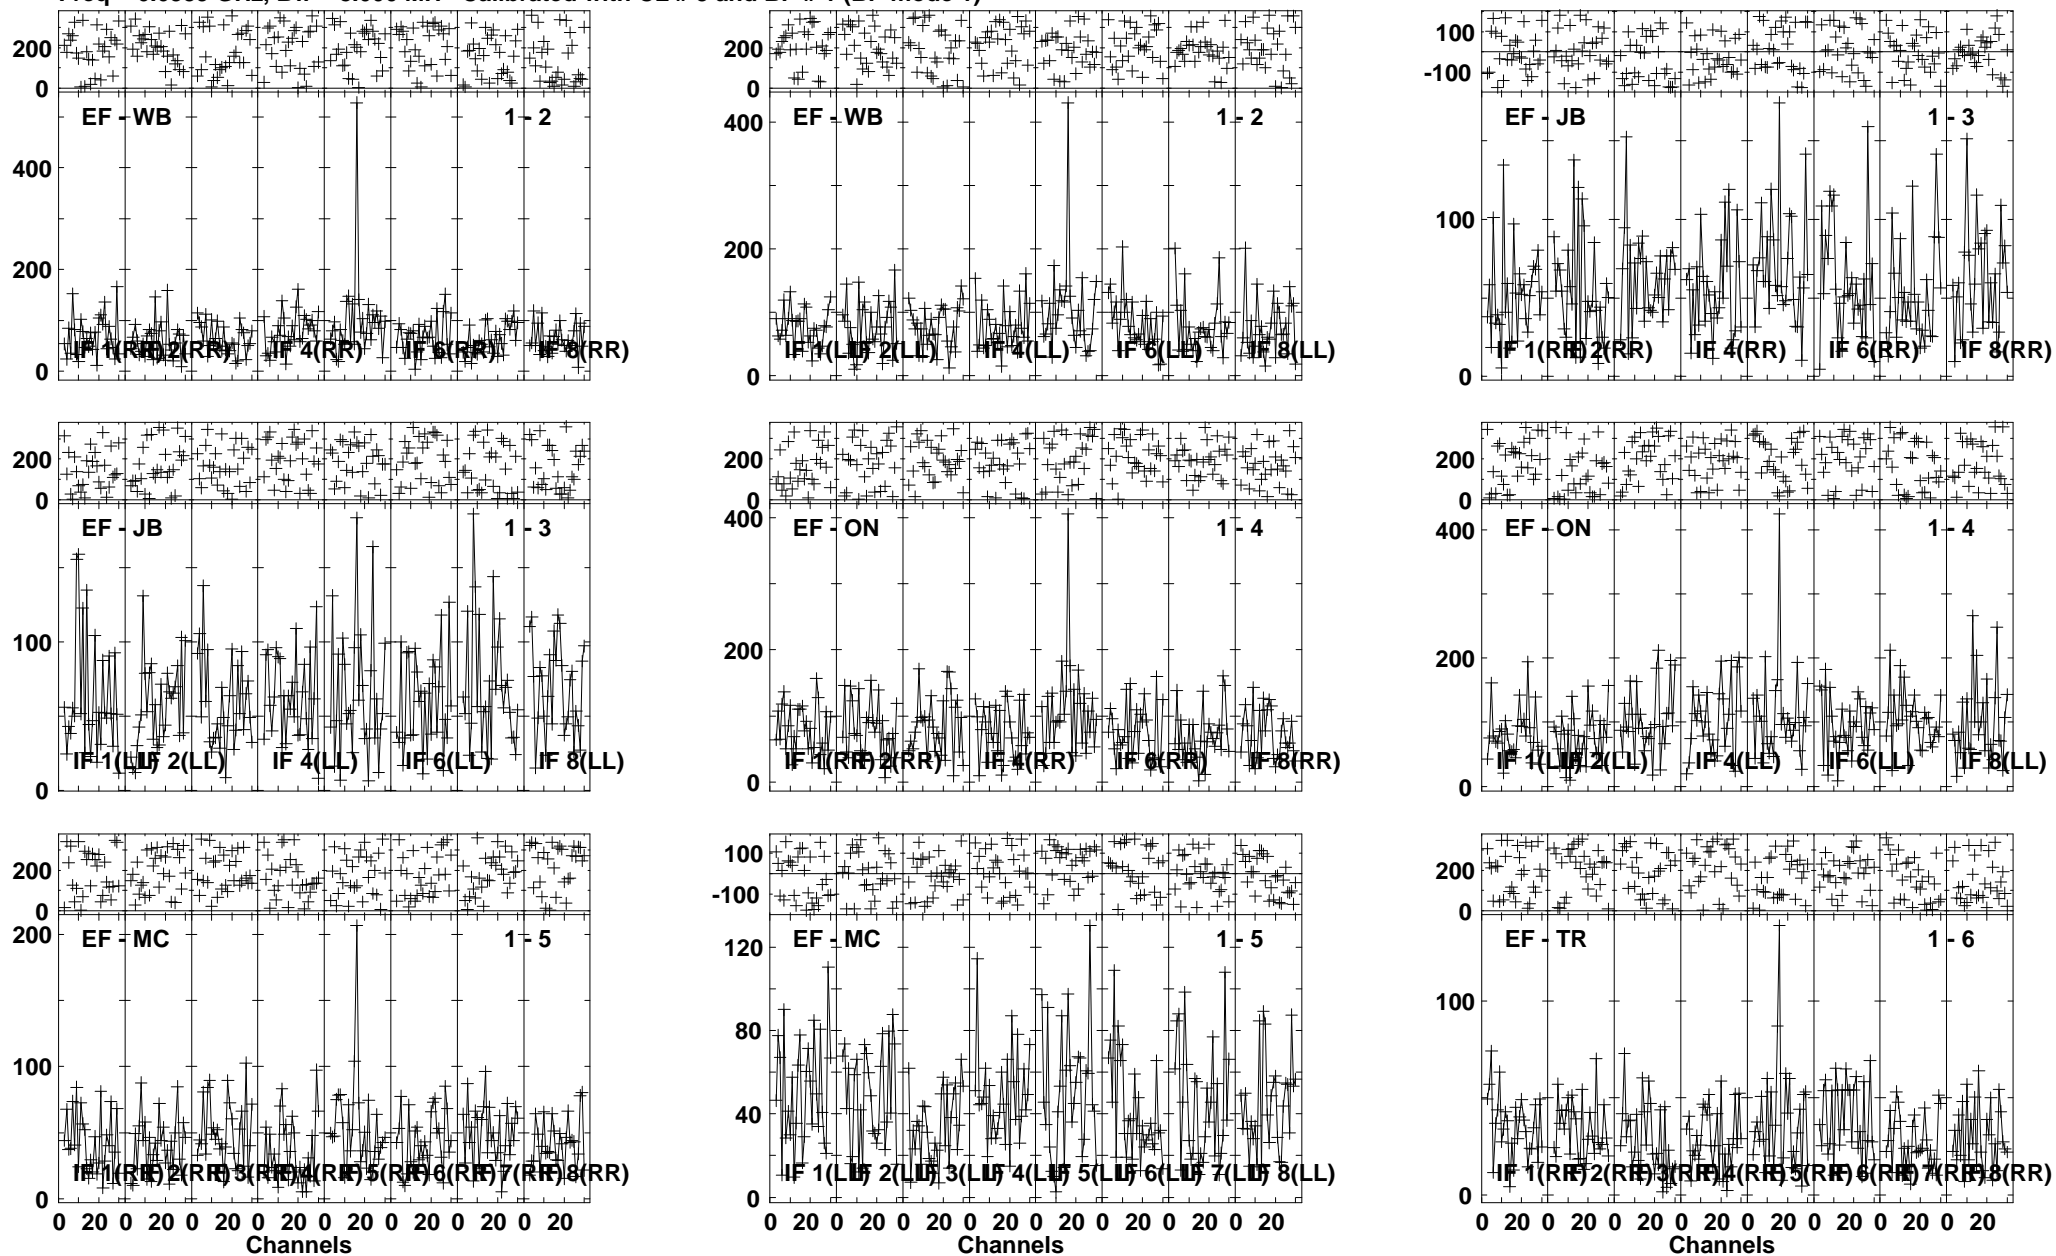 EF - WB 1 - 2
EF - WB 1 - 2
EF - JB 1 - 3
200
0
400
200
0
IF 1(RR) IF 2(RR) IF 4(RR) IF 6(RR) IF 8(RR)
200
0
400
200
0
IF 1(LL) IF 2(LL) IF 4(LL) IF 6(LL) IF 8(LL)
100
-100
100
0
IF 1(RR) IF 2(RR) IF 4(RR) IF 6(RR) IF 8(RR)
EF - JB 1 - 3
EF - ON 1 - 4
EF - ON 1 - 4
200
0
100
0
IF 1(LL) IF 2(LL) IF 4(LL) IF 6(LL) IF 8(LL)
200
0
400
200
0
IF 1(RR) IF 2(RR) IF 4(RR) IF 6(RR) IF 8(RR)
200
0
400
200
0
IF 1(LL) IF 2(LL) IF 4(LL) IF 6(LL) IF 8(LL)
EF - MC 1 - 5
EF - MC 1 - 5
EF - TR 1 - 6
200
0
200
100
0
IF 1(RR) IF 2(RR) IF 3(RR) IF 4(RR) IF 5(RR) IF 6(RR) IF 7(RR) IF 8(RR)
0 20 0 20 0 20 0 20 0 20 0 20 0 20 0 20
Channels
100
-100
120
80
40
0
IF 1(LL) IF 2(LL) IF 3(LL) IF 4(LL) IF 5(LL) IF 6(LL) IF 7(LL) IF 8(LL)
0 20 0 20 0 20 0 20 0 20 0 20 0 20 0 20
Channels
200
0
100
0
IF 1(RR) IF 2(RR) IF 3(RR) IF 4(RR) IF 5(RR) IF 6(RR) IF 7(RR) IF 8(RR)
0 20 0 20 0 20 0 20 0 20 0 20 0 20 0 20
Channels